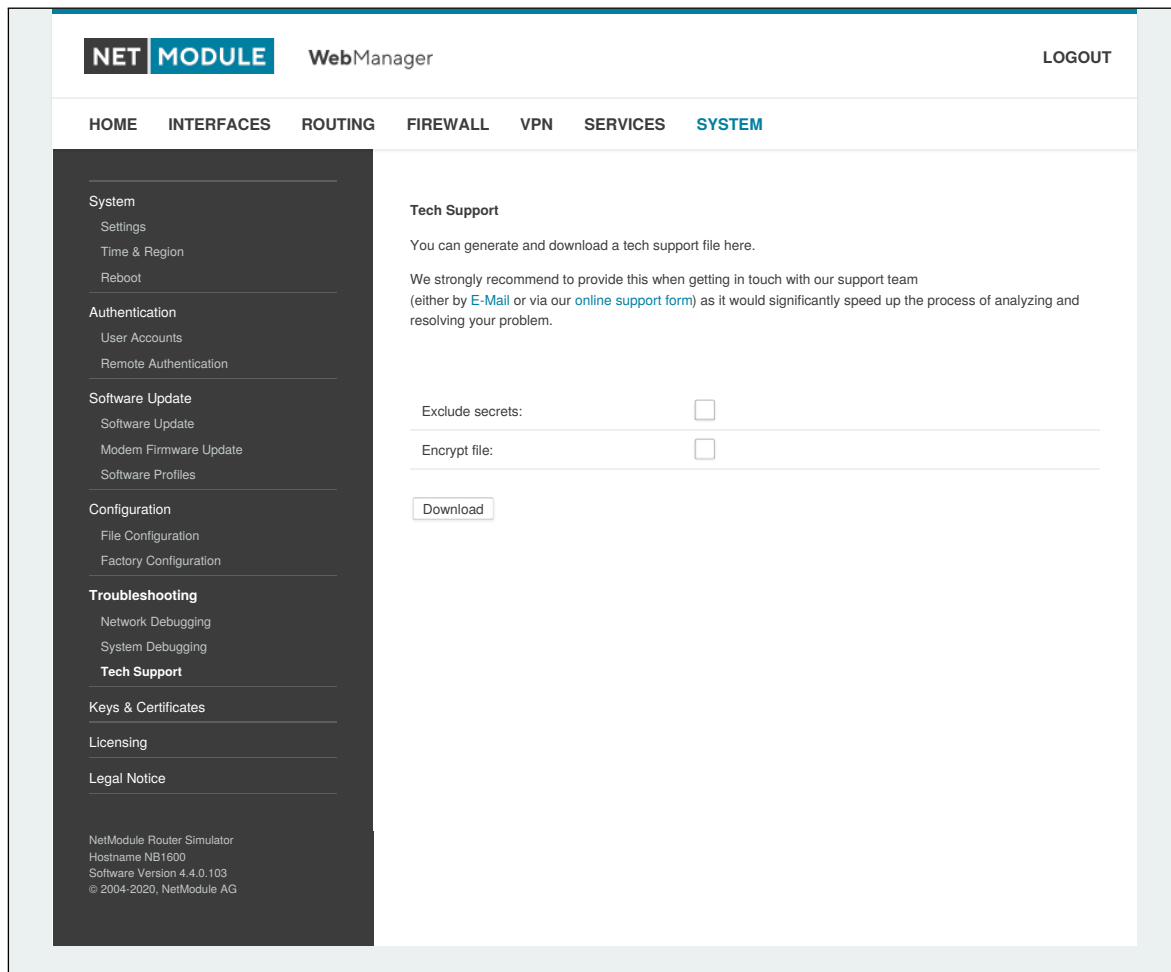 NET MODULE WebManager LOGOUT
HOME INTERFACES ROUTING FIREWALL VPN SERVICES SYSTEM
System
Settings
Time & Region
Reboot
Authentication
User Accounts
Remote Authentication
Software Update
Software Update
Modem Firmware Update
Software Profiles
Configuration
File Configuration
Factory Configuration
Troubleshooting
Network Debugging
System Debugging
Tech Support
Keys & Certificates
Licensing
Legal Notice
NetModule Router Simulator
Hostname NB1600
Software Version 4.4.0.103
© 2004-2020, NetModule AG
Tech Support
You can generate and download a tech support file here.
We strongly recommend to provide this when getting in touch with our support team
(either by E-Mail or via our online support form) as it would significantly speed up the process of analyzing and
resolving your problem.
Exclude secrets:
Encrypt file:
Download